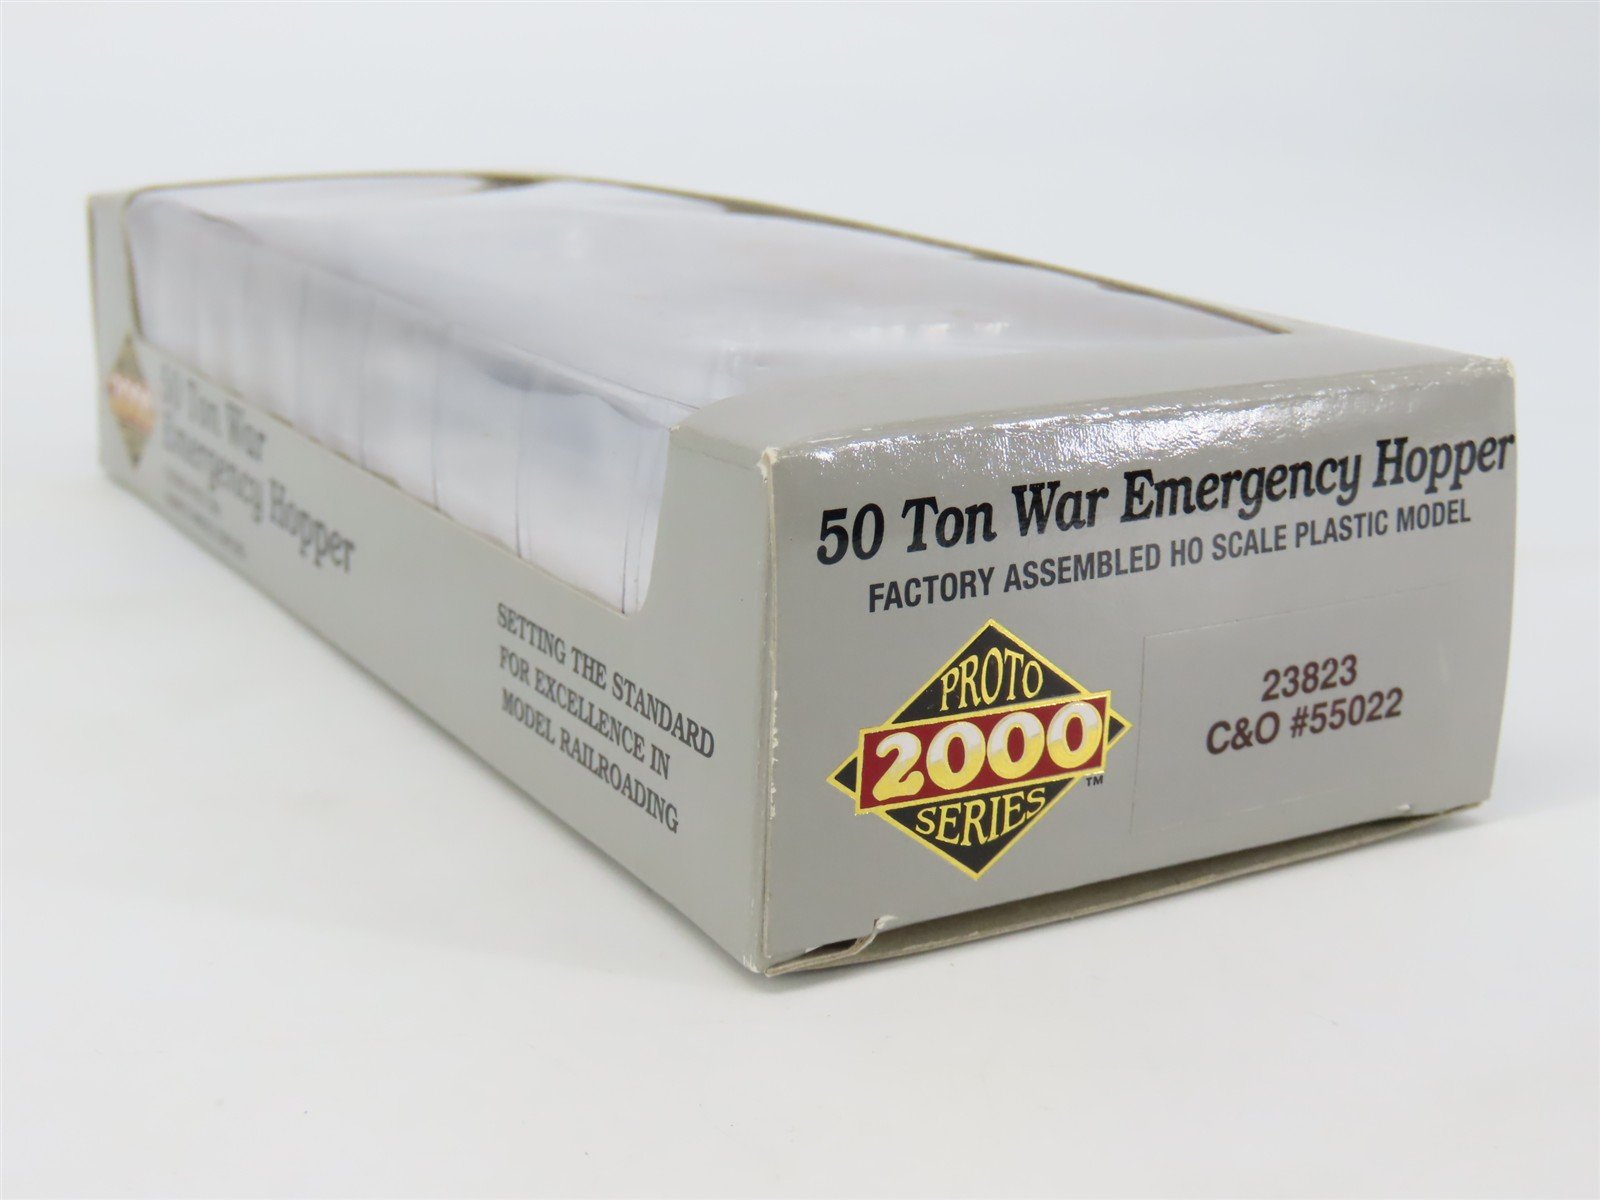 50 Ton War Emergency Hopper
FACTORY ASSEMBLED HO SCALE PLASTIC MODEL
PROTO
2000
SERIES
TM
23823
C&O #55022
SETTING THE STANDARD
FOR EXCELLENCE IN
MODEL RAILROADING
50 Ton War
Emergency Hopper